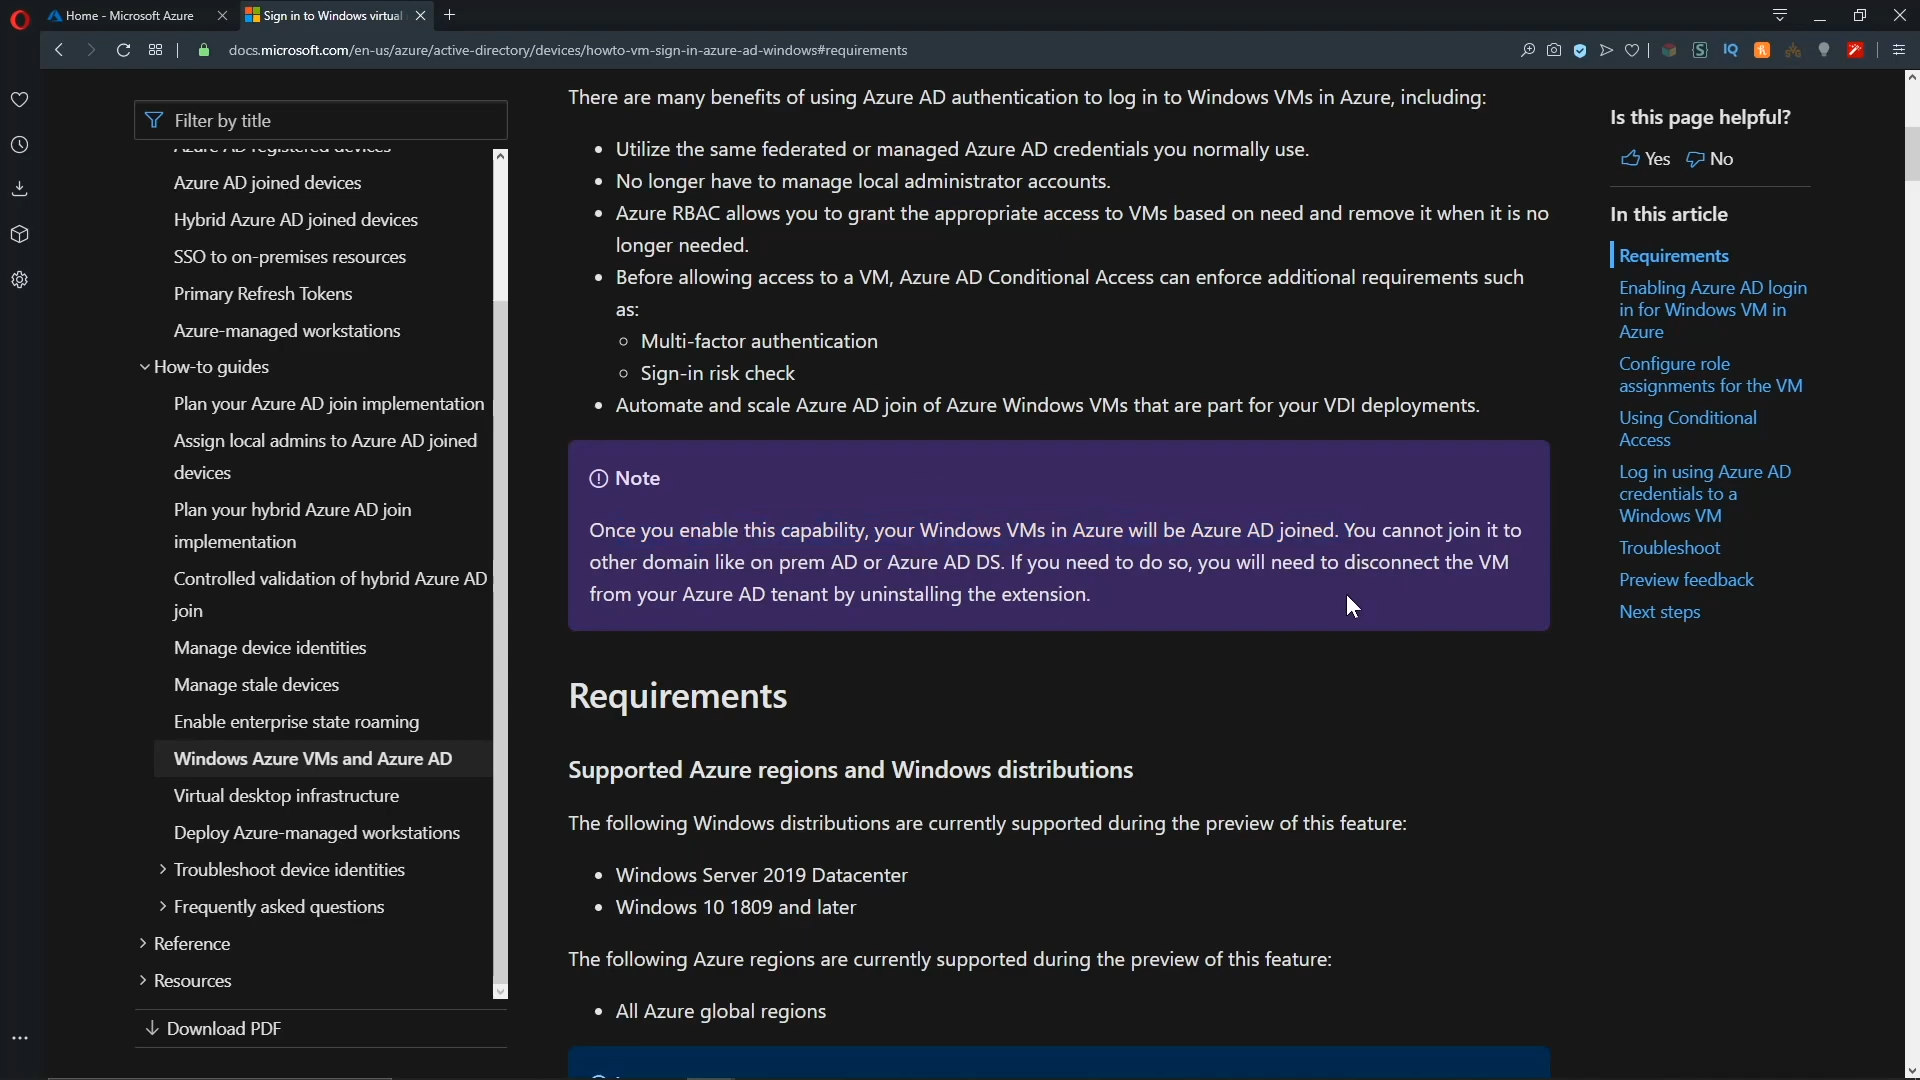 Home - Microsoft Azure
Sign in to Windows virtual
docs.microsoft.com/en-us/azure/active-directory/devices/howto-vm-sign-in-azure-ad-windows#requirements
Filter by title
Azure AD registered devices
Azure AD joined devices
Hybrid Azure AD joined devices
SSO to on-premises resources
Primary Refresh Tokens
Azure-managed workstations
How-to guides
Plan your Azure AD join implementation
Assign local admins to Azure AD joined
devices
Plan your hybrid Azure AD join
implementation
Controlled validation of hybrid Azure AD
join
Manage device identities
Manage stale devices
Enable enterprise state roaming
Windows Azure VMs and Azure AD
Virtual desktop infrastructure
Deploy Azure-managed workstations
Troubleshoot device identities
Frequently asked questions
Reference
Resources
Download PDF
There are many benefits of using Azure AD authentication to log in to Windows VMs in Azure, including:
• Utilize the same federated or managed Azure AD credentials you normally use.
• No longer have to manage local administrator accounts.
• Azure RBAC allows you to grant the appropriate access to VMs based on need and remove it when it is no
longer needed.
• Before allowing access to a VM, Azure AD Conditional Access can enforce additional requirements such
as:
○ Multi-factor authentication
○ Sign-in risk check
• Automate and scale Azure AD join of Azure Windows VMs that are part for your VDI deployments.
Note
Once you enable this capability, your Windows VMs in Azure will be Azure AD joined. You cannot join it to
other domain like on prem AD or Azure AD DS. If you need to do so, you will need to disconnect the VM
from your Azure AD tenant by uninstalling the extension.
Requirements
Supported Azure regions and Windows distributions
The following Windows distributions are currently supported during the preview of this feature:
• Windows Server 2019 Datacenter
• Windows 10 1809 and later
The following Azure regions are currently supported during the preview of this feature:
• All Azure global regions
Is this page helpful?
Yes No
In this article
Requirements
Enabling Azure AD login
in for Windows VM in
Azure
Configure role
assignments for the VM
Using Conditional
Access
Log in using Azure AD
credentials to a
Windows VM
Troubleshoot
Preview feedback
Next steps